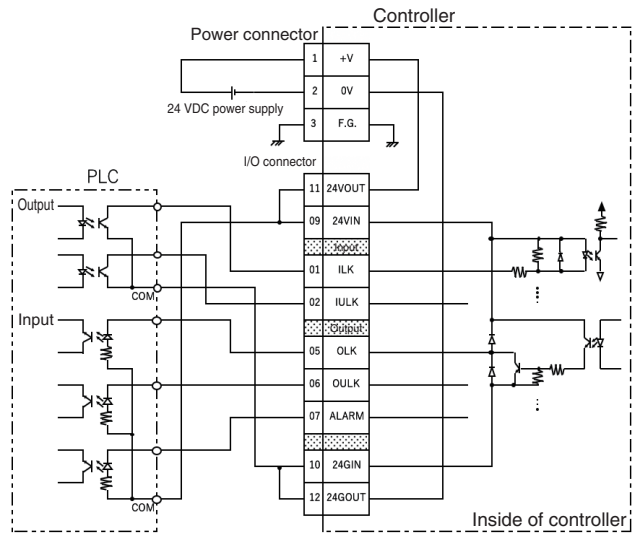 Controller
Power connector
1 +V
2 0V
24 VDC power supply
3 F.G.
I/O connector
PLC
11 24VOUT
Output
09 24VIN
Input
01 ILK
COM
02 IULK
Input
Output
05 OLK
06 OULK
07 ALARM
10 24GIN
COM
12 24GOUT
Inside of controller